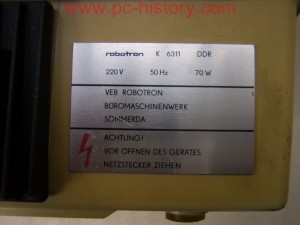 www.pc-history.com
robotron K 6311 DDR
220 V 50 Hz 70 W
VEB ROBOTRON
BÜROMASCHINENWERK
SÖMMERDA
ACHTUNG!
VOR ÖFFNEN DES GERÄTES
NETZSTECKER ZIEHEN